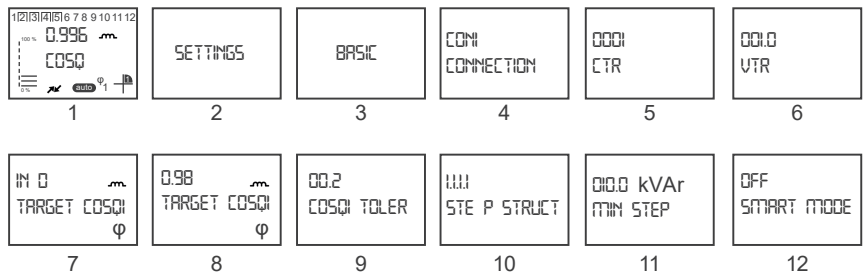 1 2 3 4 5 6 7 8 9 10 11 12
100 % 0.996
COSQ
0 % auto φ1
1
SETTINGS
2
BASIC
3
CON1
CONNECTION
4
0001
CTR
5
001.0
VTR
6
IN 0
TARGET COSQ1
φ
7
0.98
TARGET COSQ1
φ
8
00.2
COSQ1 TOLER
9
1.1.1.1
STE P STRUCT
10
010.0 kVAr
MIN STEP
11
OFF
SMART MODE
12